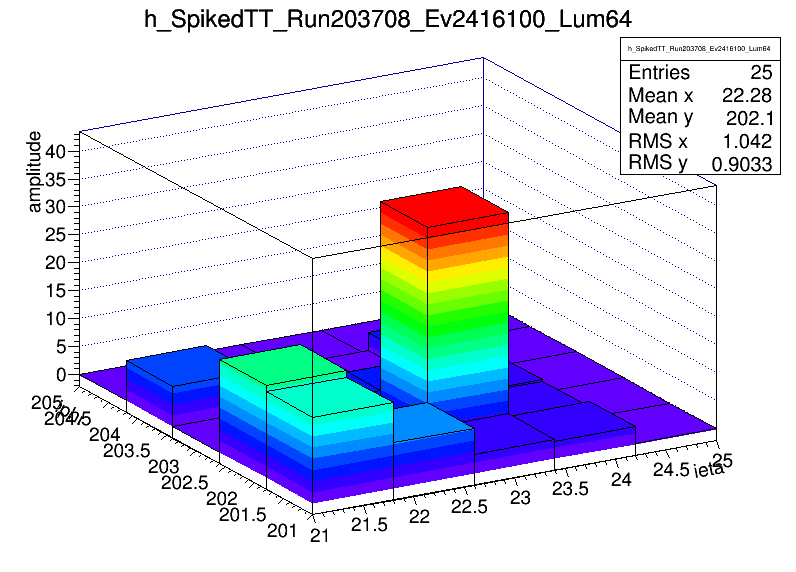 h_SpikedTT_Run203708_Ev2416100_Lum64
h_SpikedTT_Run203708_Ev2416100_Lum64
Entries 25
Mean x 22.28
Mean y 202.1
RMS x 1.042
RMS y 0.9033
amplitude
40
35
30
25
20
15
10
5
0
205
204.5
iphi
204
203.5
203
202.5
202
201.5
201
21
21.5
22
22.5
23
23.5
24
24.5
ieta
25